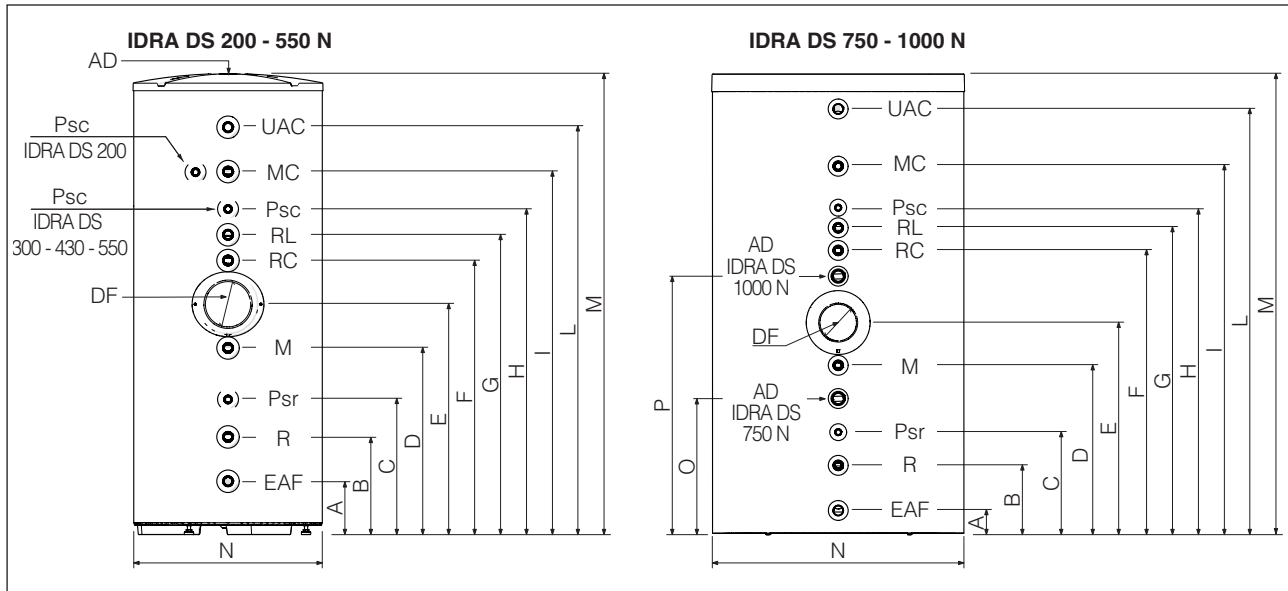 IDRA DS 200 - 550 N
AD
UAC
Psc
IDRA DS 200
MC
Psc
IDRA DS
300 - 430 - 550
Psc
RL
RC
DF
M
Psr
R
EAF
A
B
C
D
E
F
G
H
I
L
M
N
IDRA DS 750 - 1000 N
UAC
MC
Psc
RL
RC
AD
IDRA DS
1000 N
DF
M
AD
IDRA DS
750 N
Psr
R
EAF
P
O
A
B
C
D
E
F
G
H
I
L
M
N